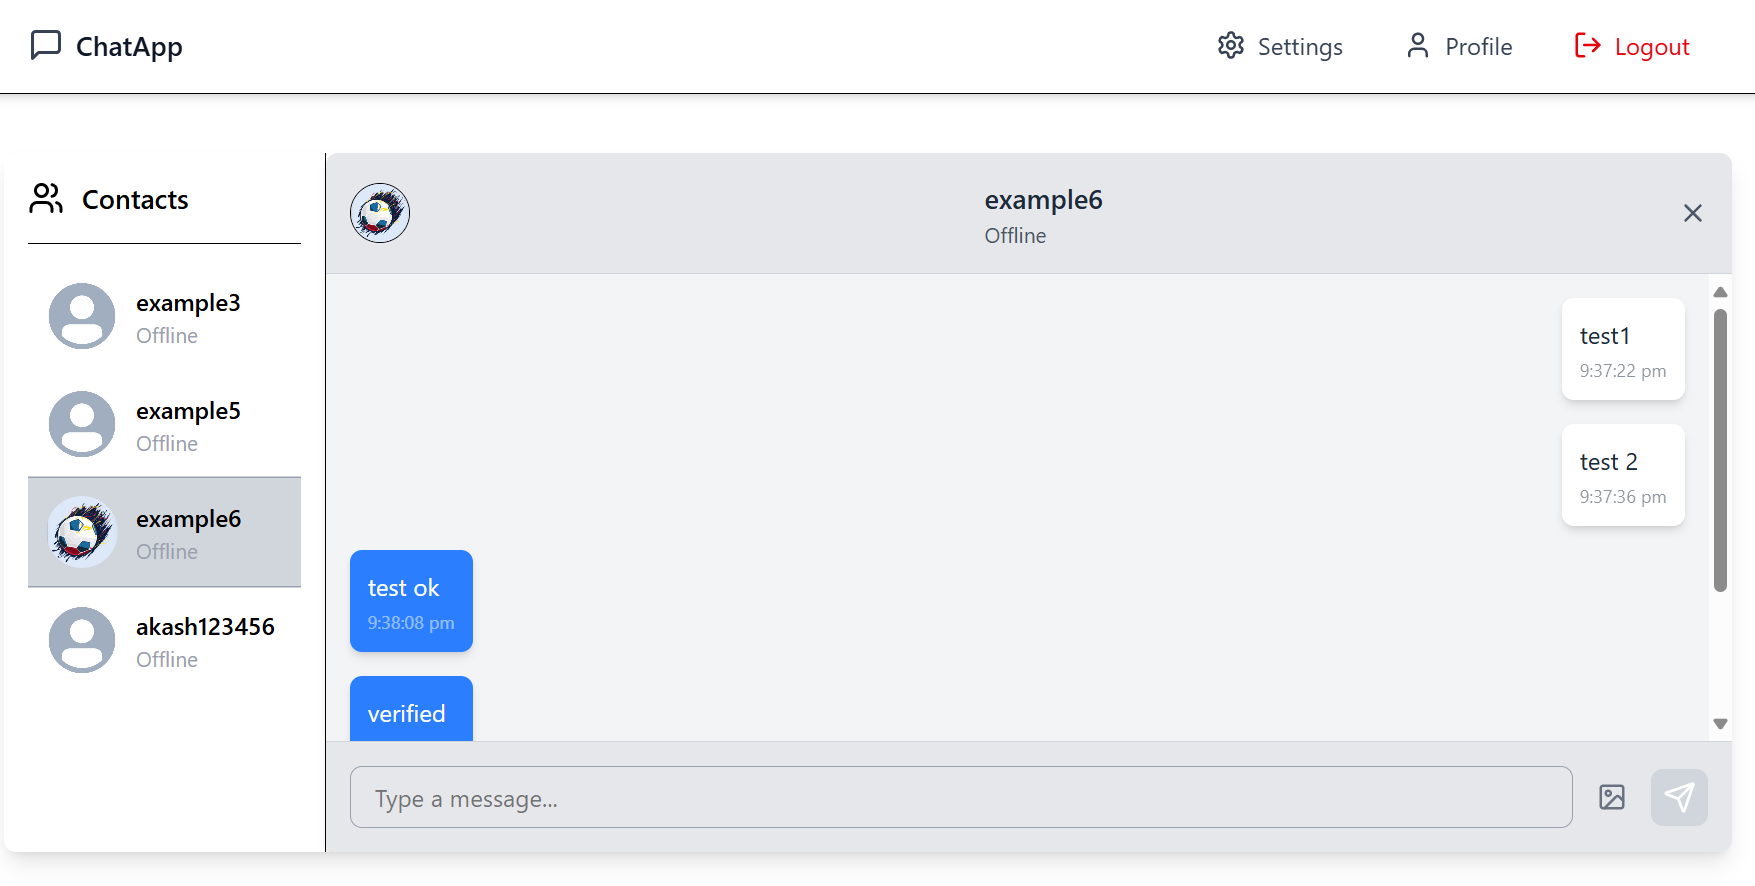 ChatApp
Settings
Profile
Logout
Contacts
example3
Offline
example5
Offline
example6
Offline
akash123456
Offline
example6
Offline
test1
9:37:22 pm
test 2
9:37:36 pm
test ok
9:38:08 pm
verified
Type a message...